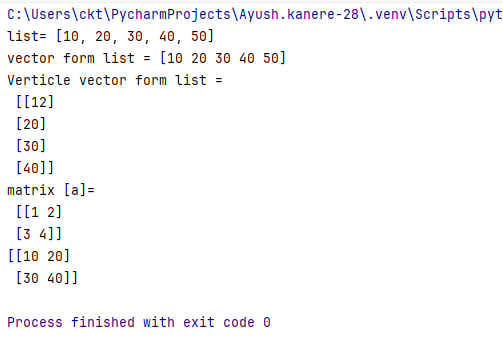 C:\Users\ckt\PycharmProjects\Ayush.kanere-28\.venv\Scripts\pyt
list= [10, 20, 30, 40, 50]
vector form list = [10 20 30 40 50]
Verticle vector form list =
 [[12]
 [20]
 [30]
 [40]]
matrix [a]=
 [[1 2]
 [3 4]]
[[10 20]
 [30 40]]
Process finished with exit code 0